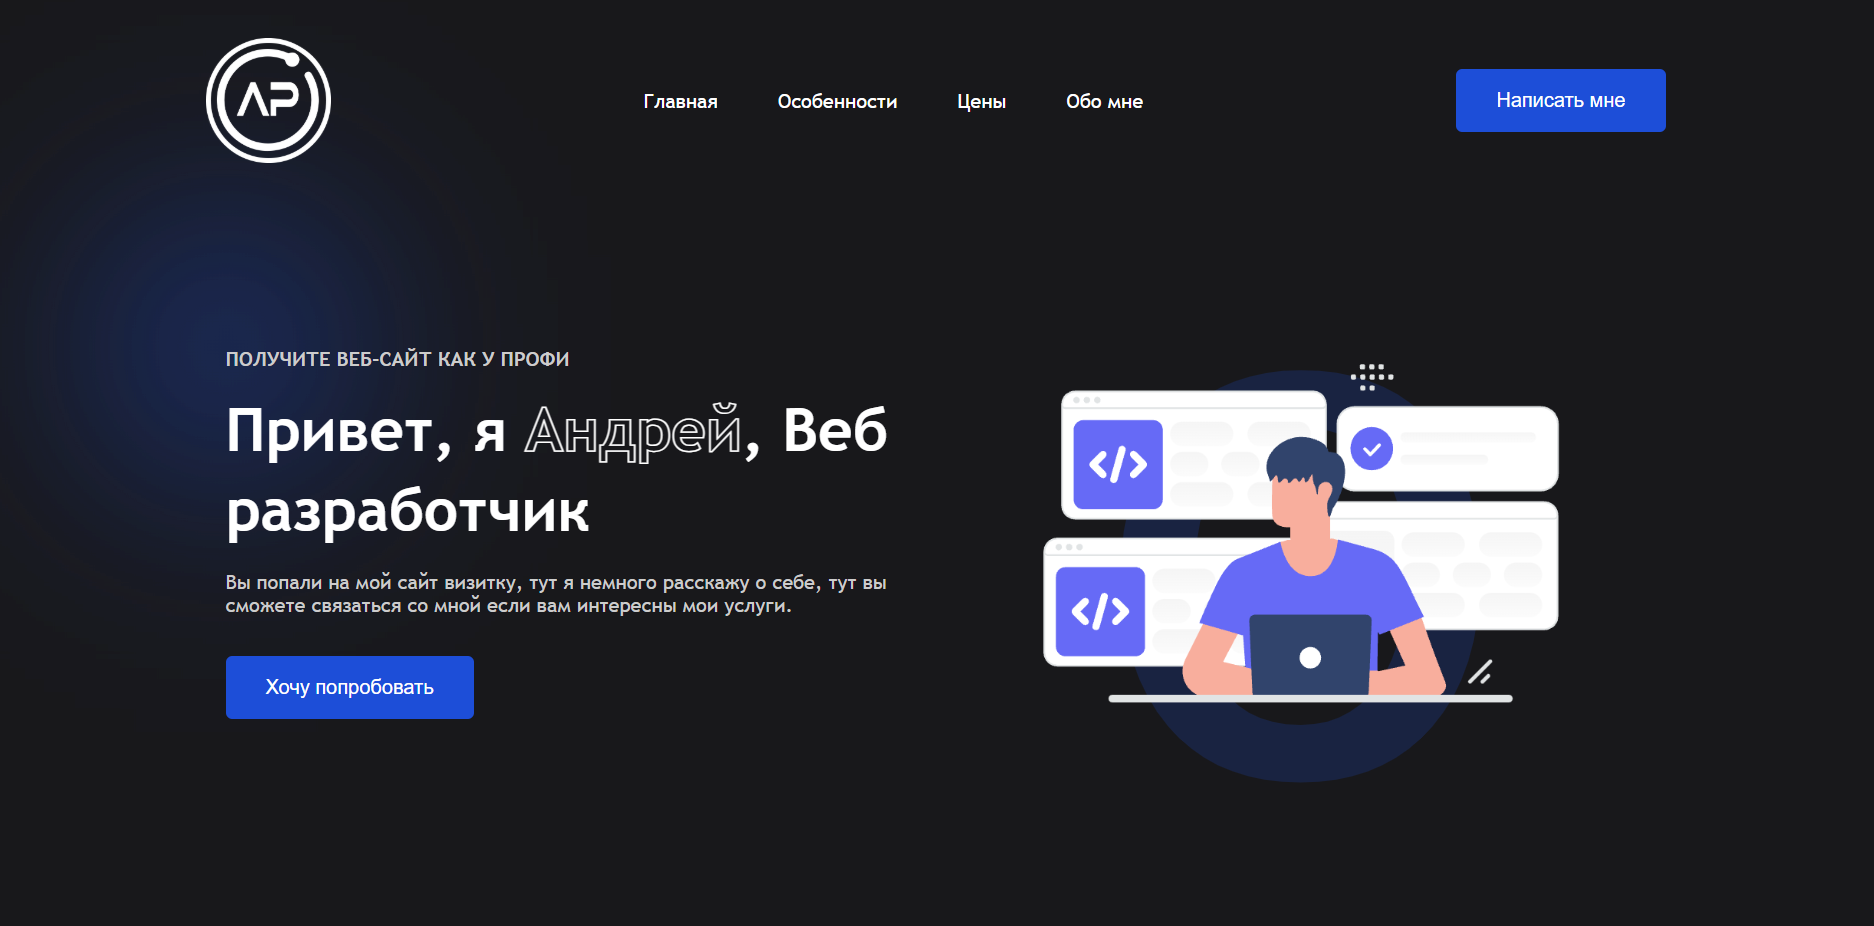 AP
Главная
Особенности
Цены
Обо мне
Написать мне
ПОЛУЧИТЕ ВЕБ-САЙТ КАК У ПРОФИ
Привет, я Андрей, Веб
разработчик
Вы попали на мой сайт визитку, тут я немного расскажу о себе, тут вы
сможете связаться со мной если вам интересны мои услуги.
Хочу попробовать
</>
</>